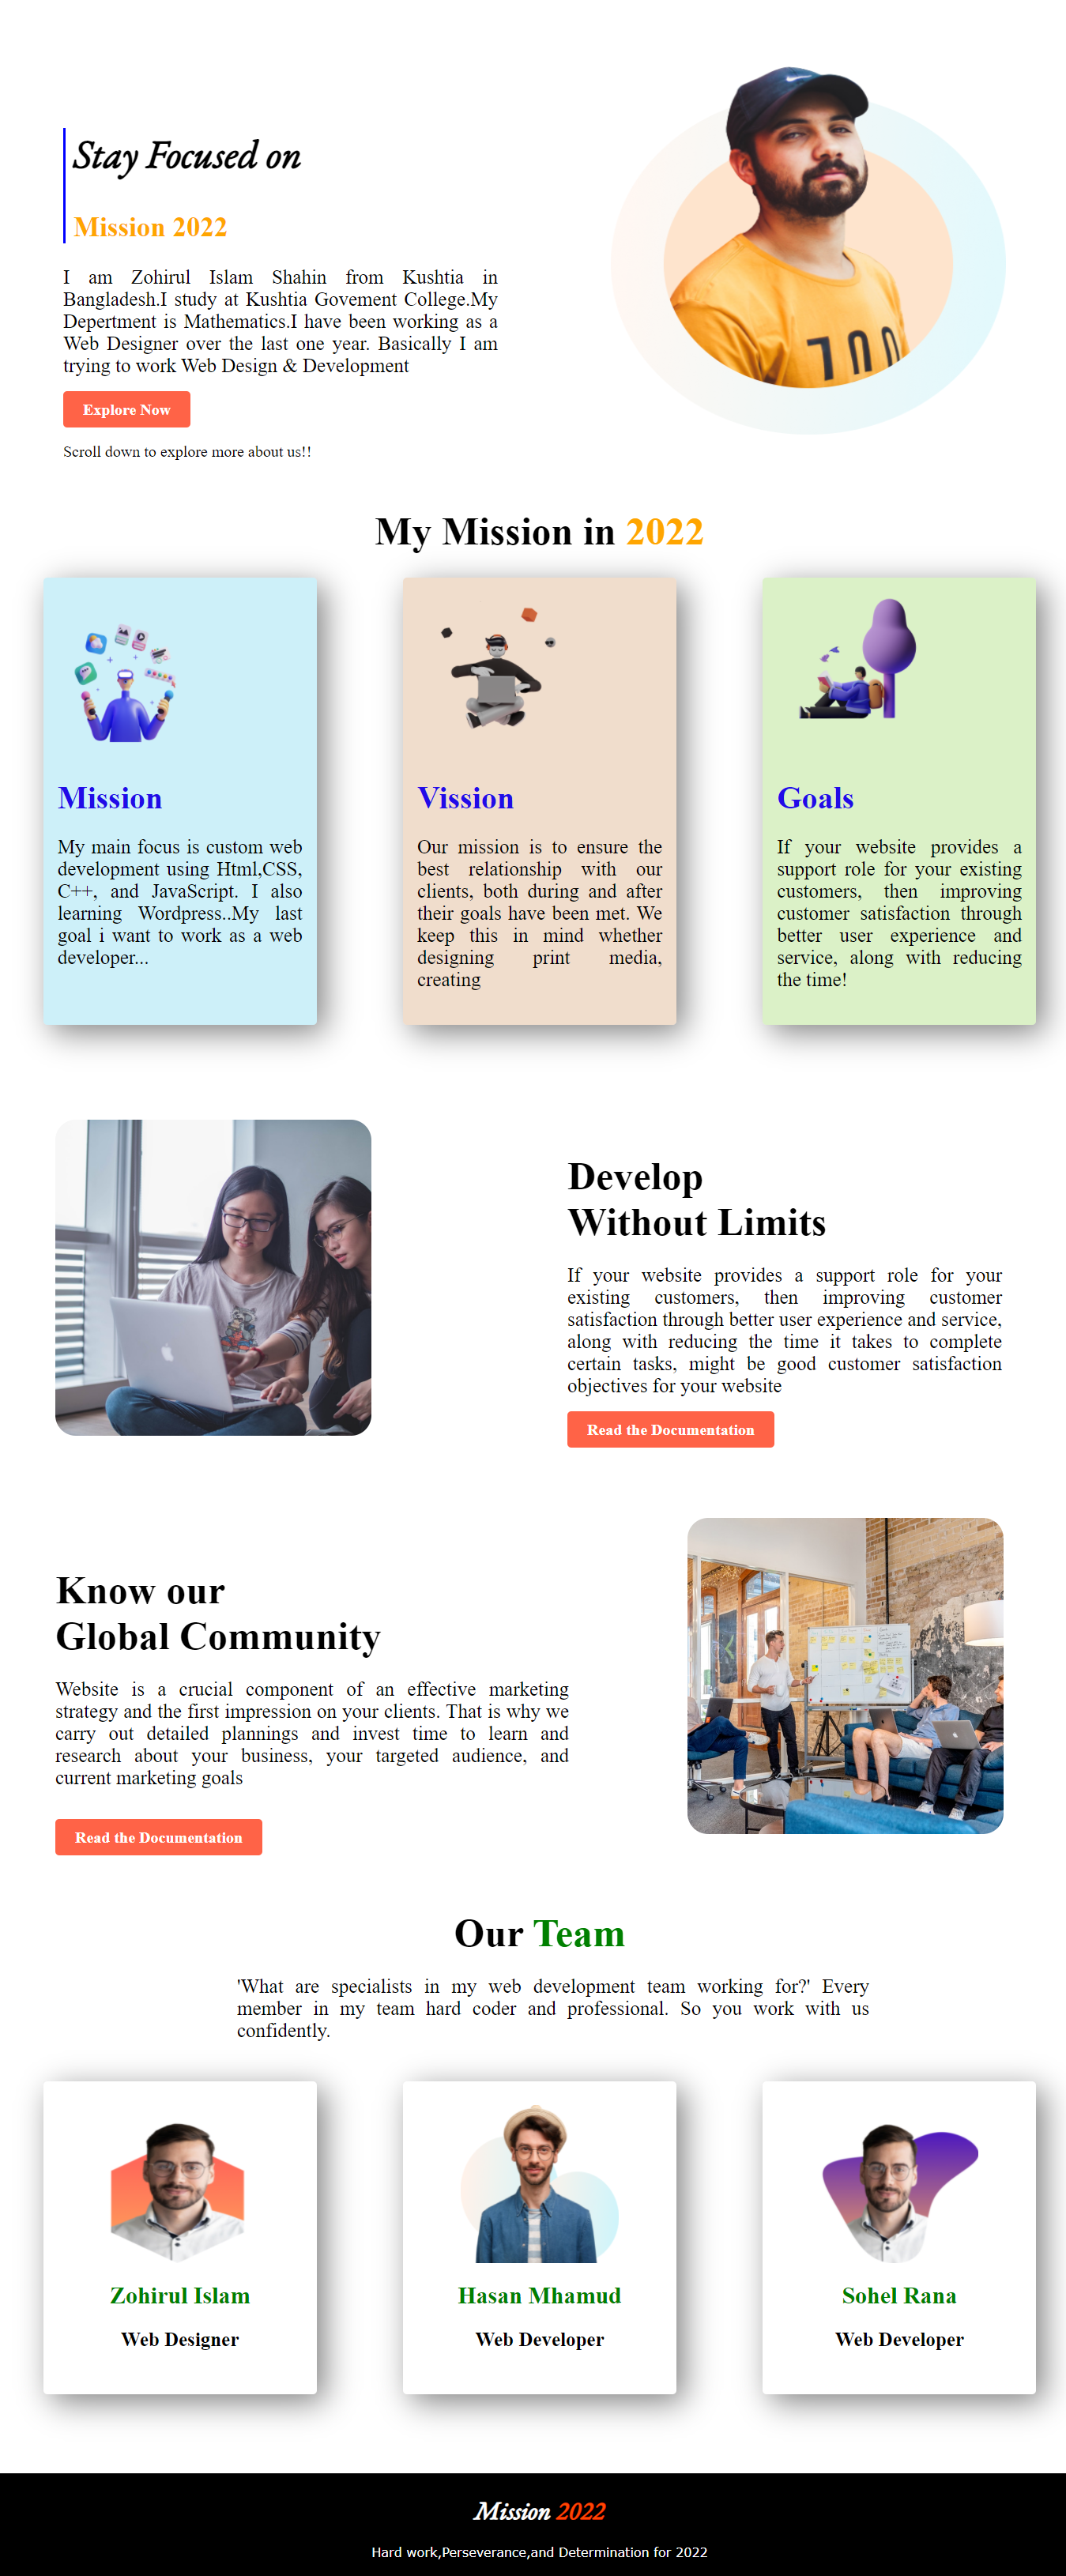 Stay Focused on
Mission 2022
I am Zohirul Islam Shahin from Kushtia in
Bangladesh.I study at Kushtia Govement College.My
Depertment is Mathematics.I have been working as a
Web Designer over the last one year. Basically I am
trying to work Web Design & Development
Explore Now
Scroll down to explore more about us!!
My Mission in 2022
Mission
My main focus is custom web
development using Html,CSS,
C++, and JavaScript. I also
learning Wordpress..My last
goal i want to work as a web
developer...
Vission
Our mission is to ensure the
best relationship with our
clients, both during and after
their goals have been met. We
keep this in mind whether
designing print media,
creating
Goals
If your website provides a
support role for your existing
customers, then improving
customer satisfaction through
better user experience and
service, along with reducing
the time!
Develop
Without Limits
If your website provides a support role for your
existing customers, then improving customer
satisfaction through better user experience and service,
along with reducing the time it takes to complete
certain tasks, might be good customer satisfaction
objectives for your website
Read the Documentation
Know our
Global Community
Website is a crucial component of an effective marketing
strategy and the first impression on your clients. That is why we
carry out detailed plannings and invest time to learn and
research about your business, your targeted audience, and
current marketing goals
Read the Documentation
Our Team
'What are specialists in my web development team working for?' Every
member in my team hard coder and professional. So you work with us
confidently.
Zohirul Islam
Web Designer
Hasan Mhamud
Web Developer
Sohel Rana
Web Developer
Mission 2022
Hard work,Perseverance,and Determination for 2022